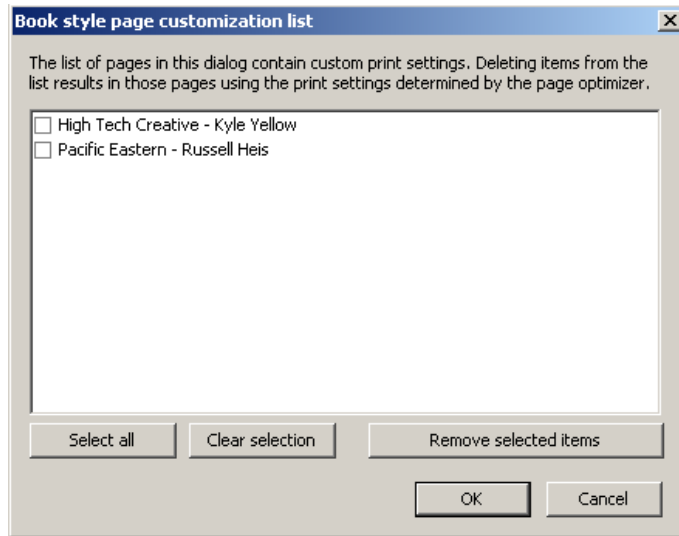 Book style page customization list
The list of pages in this dialog contain custom print settings. Deleting items from the
list results in those pages using the print settings determined by the page optimizer.
High Tech Creative - Kyle Yellow
Pacific Eastern - Russell Heis
Select all
Clear selection
Remove selected items
OK
Cancel